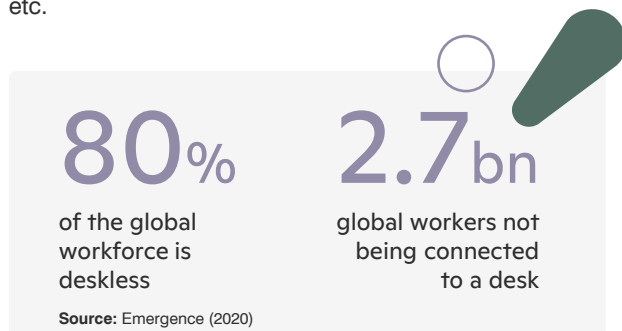 etc.
80%
of the global
workforce is
deskless
2.7bn
global workers not
being connected
to a desk
Source: Emergence (2020)